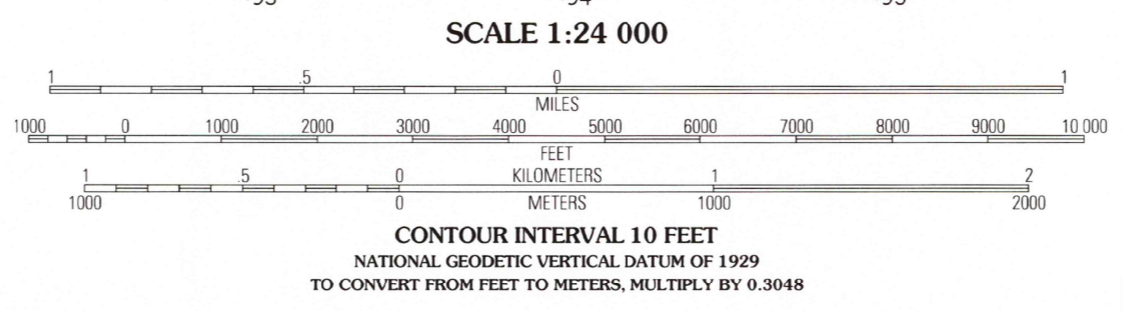 SCALE 1:24 000
1 .5 0 1
MILES
1000 0 1000 2000 3000 4000 5000 6000 7000 8000 9000 10 000
FEET
1 .5 0 KILOMETERS 1 2
1000 0 METERS 1000 2000
CONTOUR INTERVAL 10 FEET
NATIONAL GEODETIC VERTICAL DATUM OF 1929
TO CONVERT FROM FEET TO METERS, MULTIPLY BY 0.3048